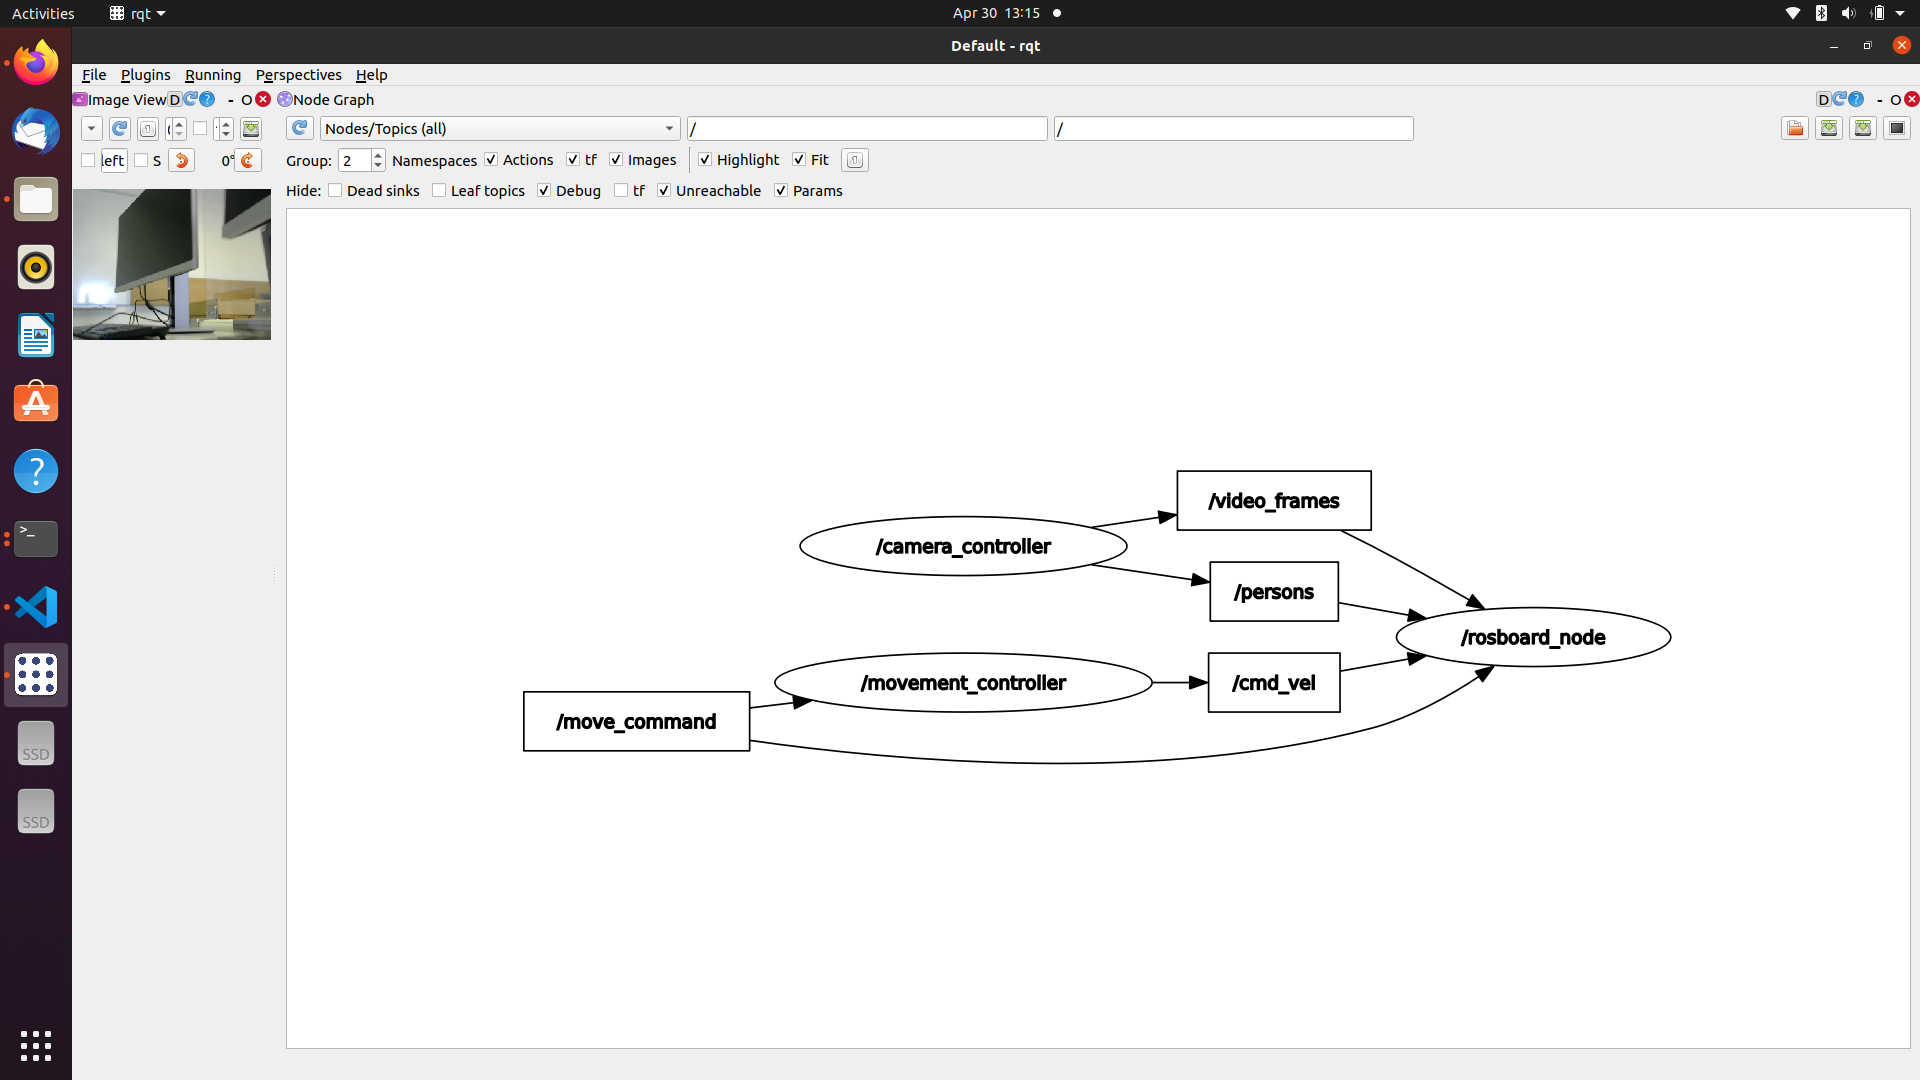 Activities rqt Apr 30 13:15
Default - rqt
File Plugins Running Perspectives Help
Image View D ? - O Node Graph D ? - O
Nodes/Topics (all) / /
left S 0° Group: 2 Namespaces Actions tf Images Highlight Fit
Hide: Dead sinks Leaf topics Debug tf Unreachable Params
/video_frames
/camera_controller
/persons
/rosboard_node
/movement_controller
/cmd_vel
/move_command
>_
?
SSD
SSD